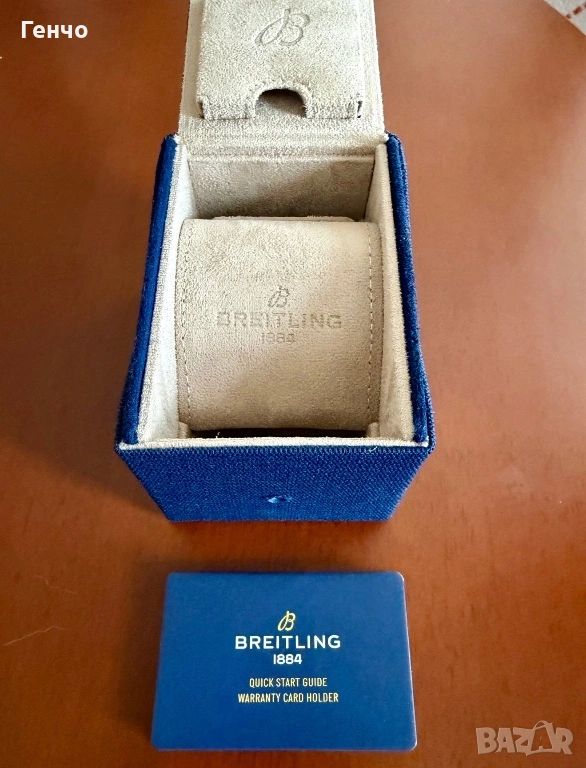 Генчо
B
B
BREITLING
1884
B
BREITLING
1884
QUICK START GUIDE
WARRANTY CARD HOLDER
BAZAR